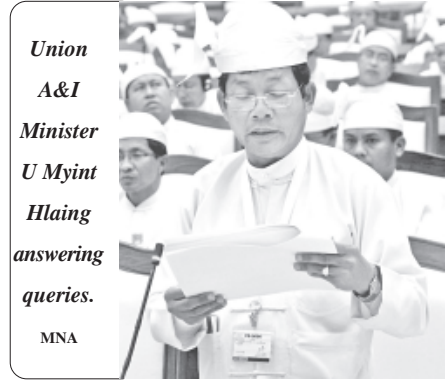 Union
A&I
Minister
U Myint
Hlaing
answering
queries.
MNA